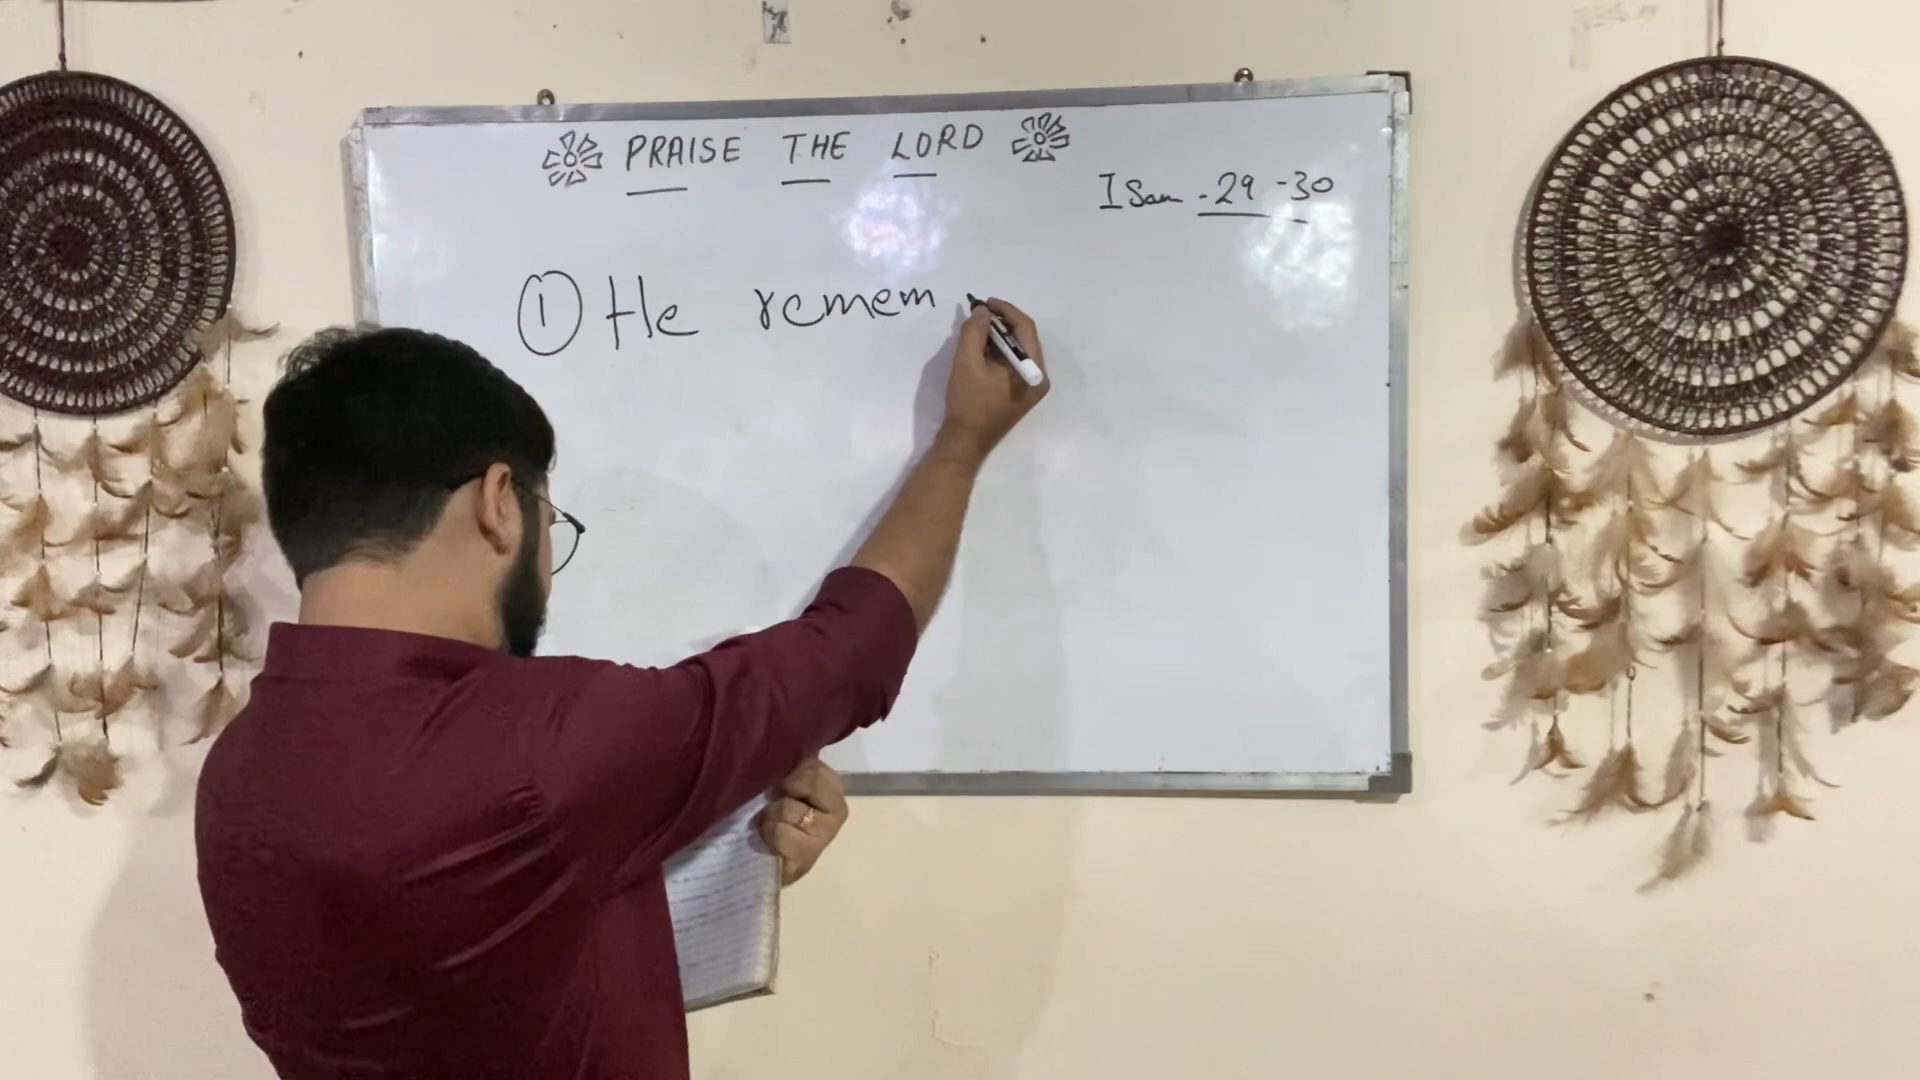 PRAISE THE LORD
I Sam - 29 - 30
① He remem